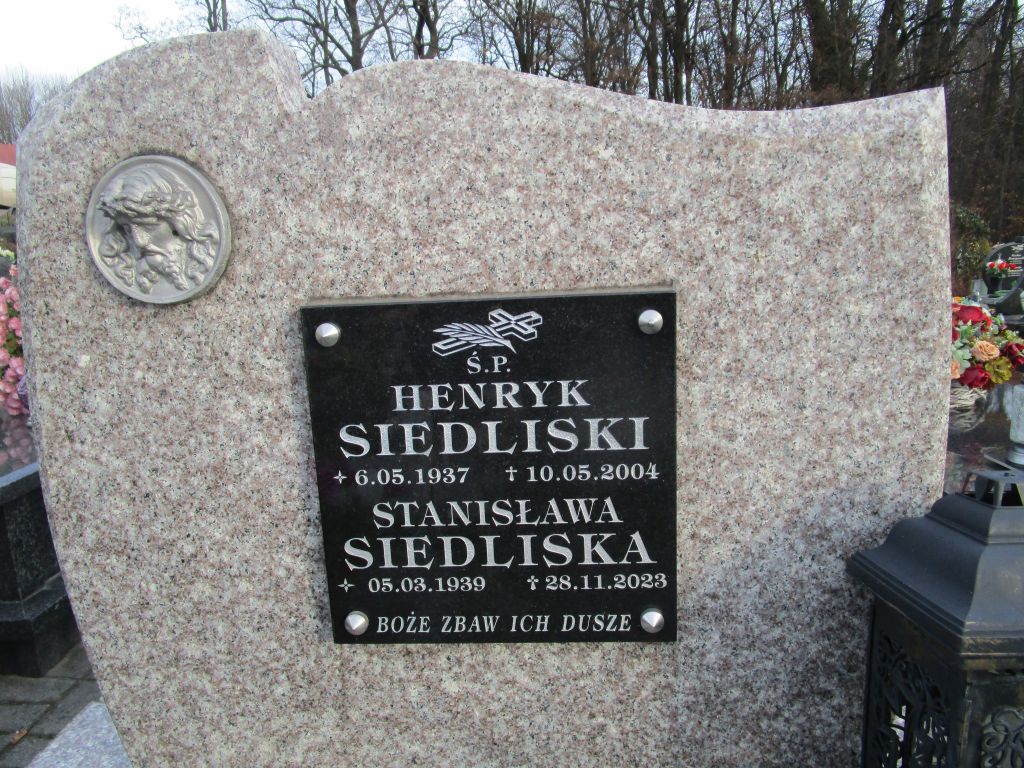 Ś.P.
HENRYK
SIEDLISKI
✧ 6.05.1937 † 10.05.2004
STANISŁAWA
SIEDLISKA
✧ 05.03.1939 † 28.11.2023
BOŻE ZBAW ICH DUSZE